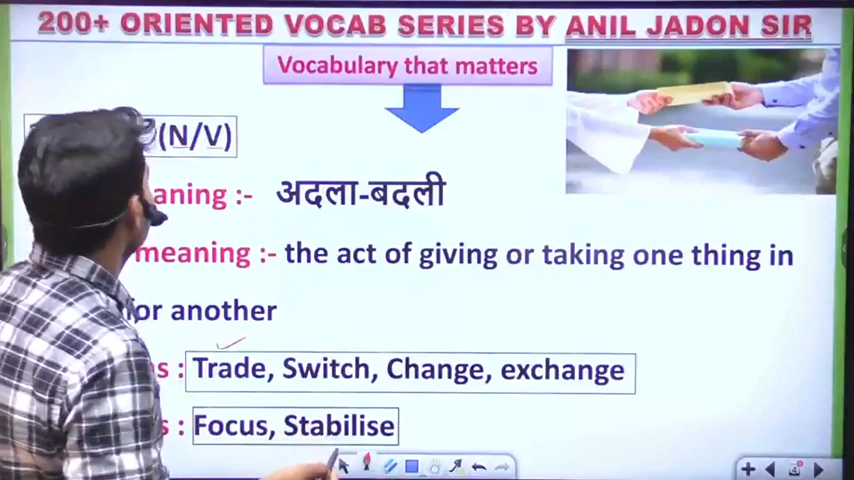 200+ ORIENTED VOCAB SERIES BY ANIL JADON SIR
Vocabulary that matters
(N/V)
aning :- अदला-बदली
meaning :- the act of giving or taking one thing in
for another
s : Trade, Switch, Change, exchange
s : Focus, Stabilise